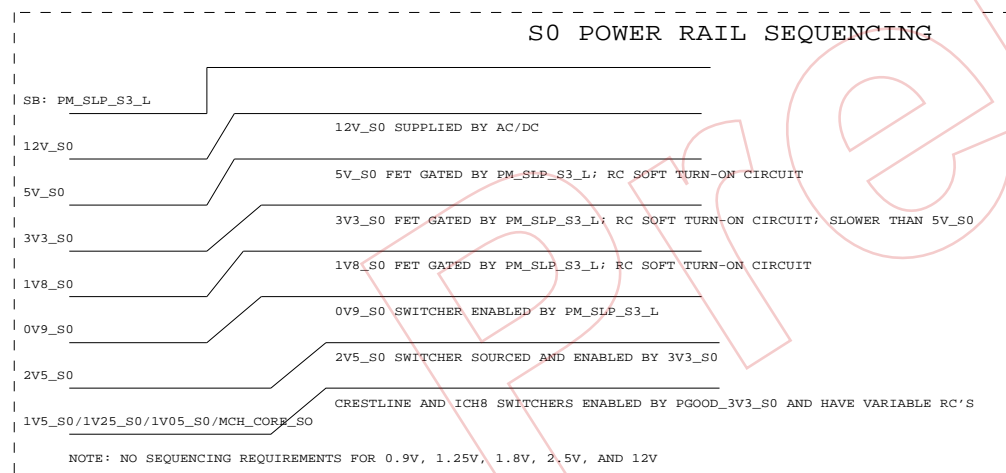 S0 POWER RAIL SEQUENCING
SB: PM_SLP_S3_L
12V_S0 SUPPLIED BY AC/DC
12V_S0
5V_S0 FET GATED BY PM_SLP_S3_L; RC SOFT TURN-ON CIRCUIT
5V_S0
3V3_S0 FET GATED BY PM_SLP_S3_L; RC SOFT TURN-ON CIRCUIT; SLOWER THAN 5V_S0
3V3_S0
1V8_S0 FET GATED BY PM_SLP_S3_L; RC SOFT TURN-ON CIRCUIT
1V8_S0
0V9_S0 SWITCHER ENABLED BY PM_SLP_S3_L
0V9_S0
2V5_S0 SWITCHER SOURCED AND ENABLED BY 3V3_S0
2V5_S0
CRESTLINE AND ICH8 SWITCHERS ENABLED BY PGOOD_3V3_S0 AND HAVE VARIABLE RC'S
1V5_S0/1V25_S0/1V05_S0/MCH_CORE_SO
NOTE: NO SEQUENCING REQUIREMENTS FOR 0.9V, 1.25V, 1.8V, 2.5V, AND 12V
Pre